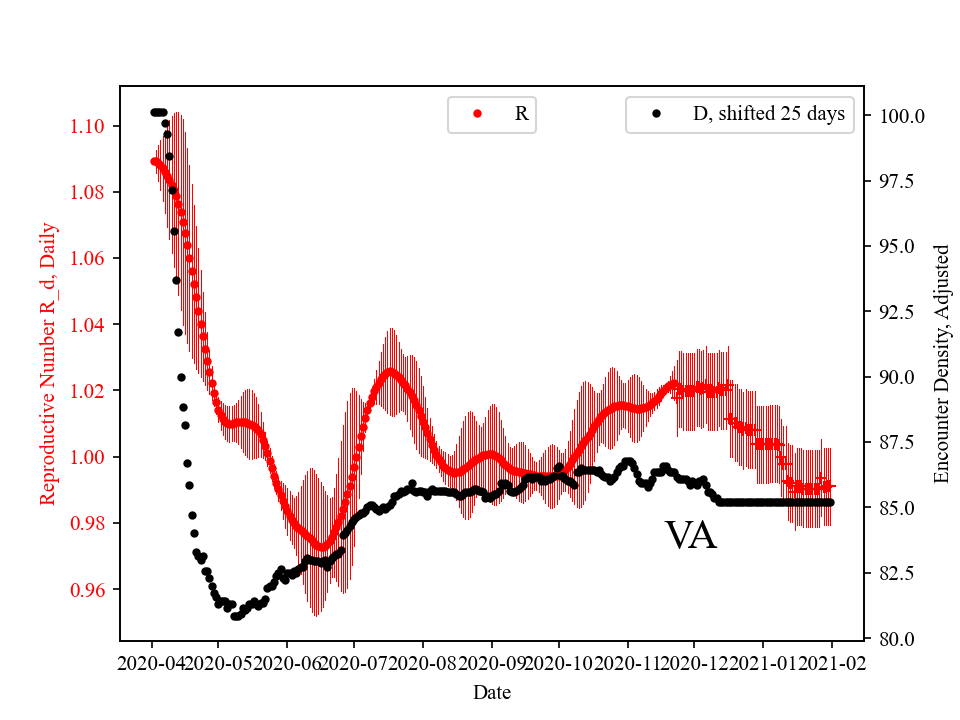 R
D, shifted 25 days
1.10
1.08
1.06
1.04
1.02
1.00
0.98
0.96
Reproductive Number R_d, Daily
100.0
97.5
95.0
92.5
90.0
87.5
85.0
82.5
80.0
Encounter Density, Adjusted
VA
2020-04 2020-05 2020-06 2020-07 2020-08 2020-09 2020-10 2020-11 2020-12 2021-01 2021-02
Date